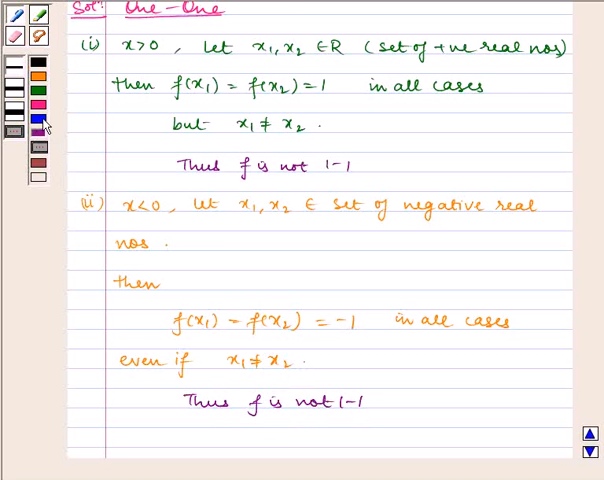 Sol: One-One
(i) x>0, Let x₁,x₂ ∈R (set of +ve real nos)
then f(x₁) = f(x₂) = 1 in all cases
but x₁ ≠ x₂.
Thus f is not 1-1
(ii) x<0, Let x₁,x₂ ∈ set of negative real
nos.
then
f(x₁) = f(x₂) = -1 in all cases
even if x₁ ≠ x₂.
Thus f is not 1-1